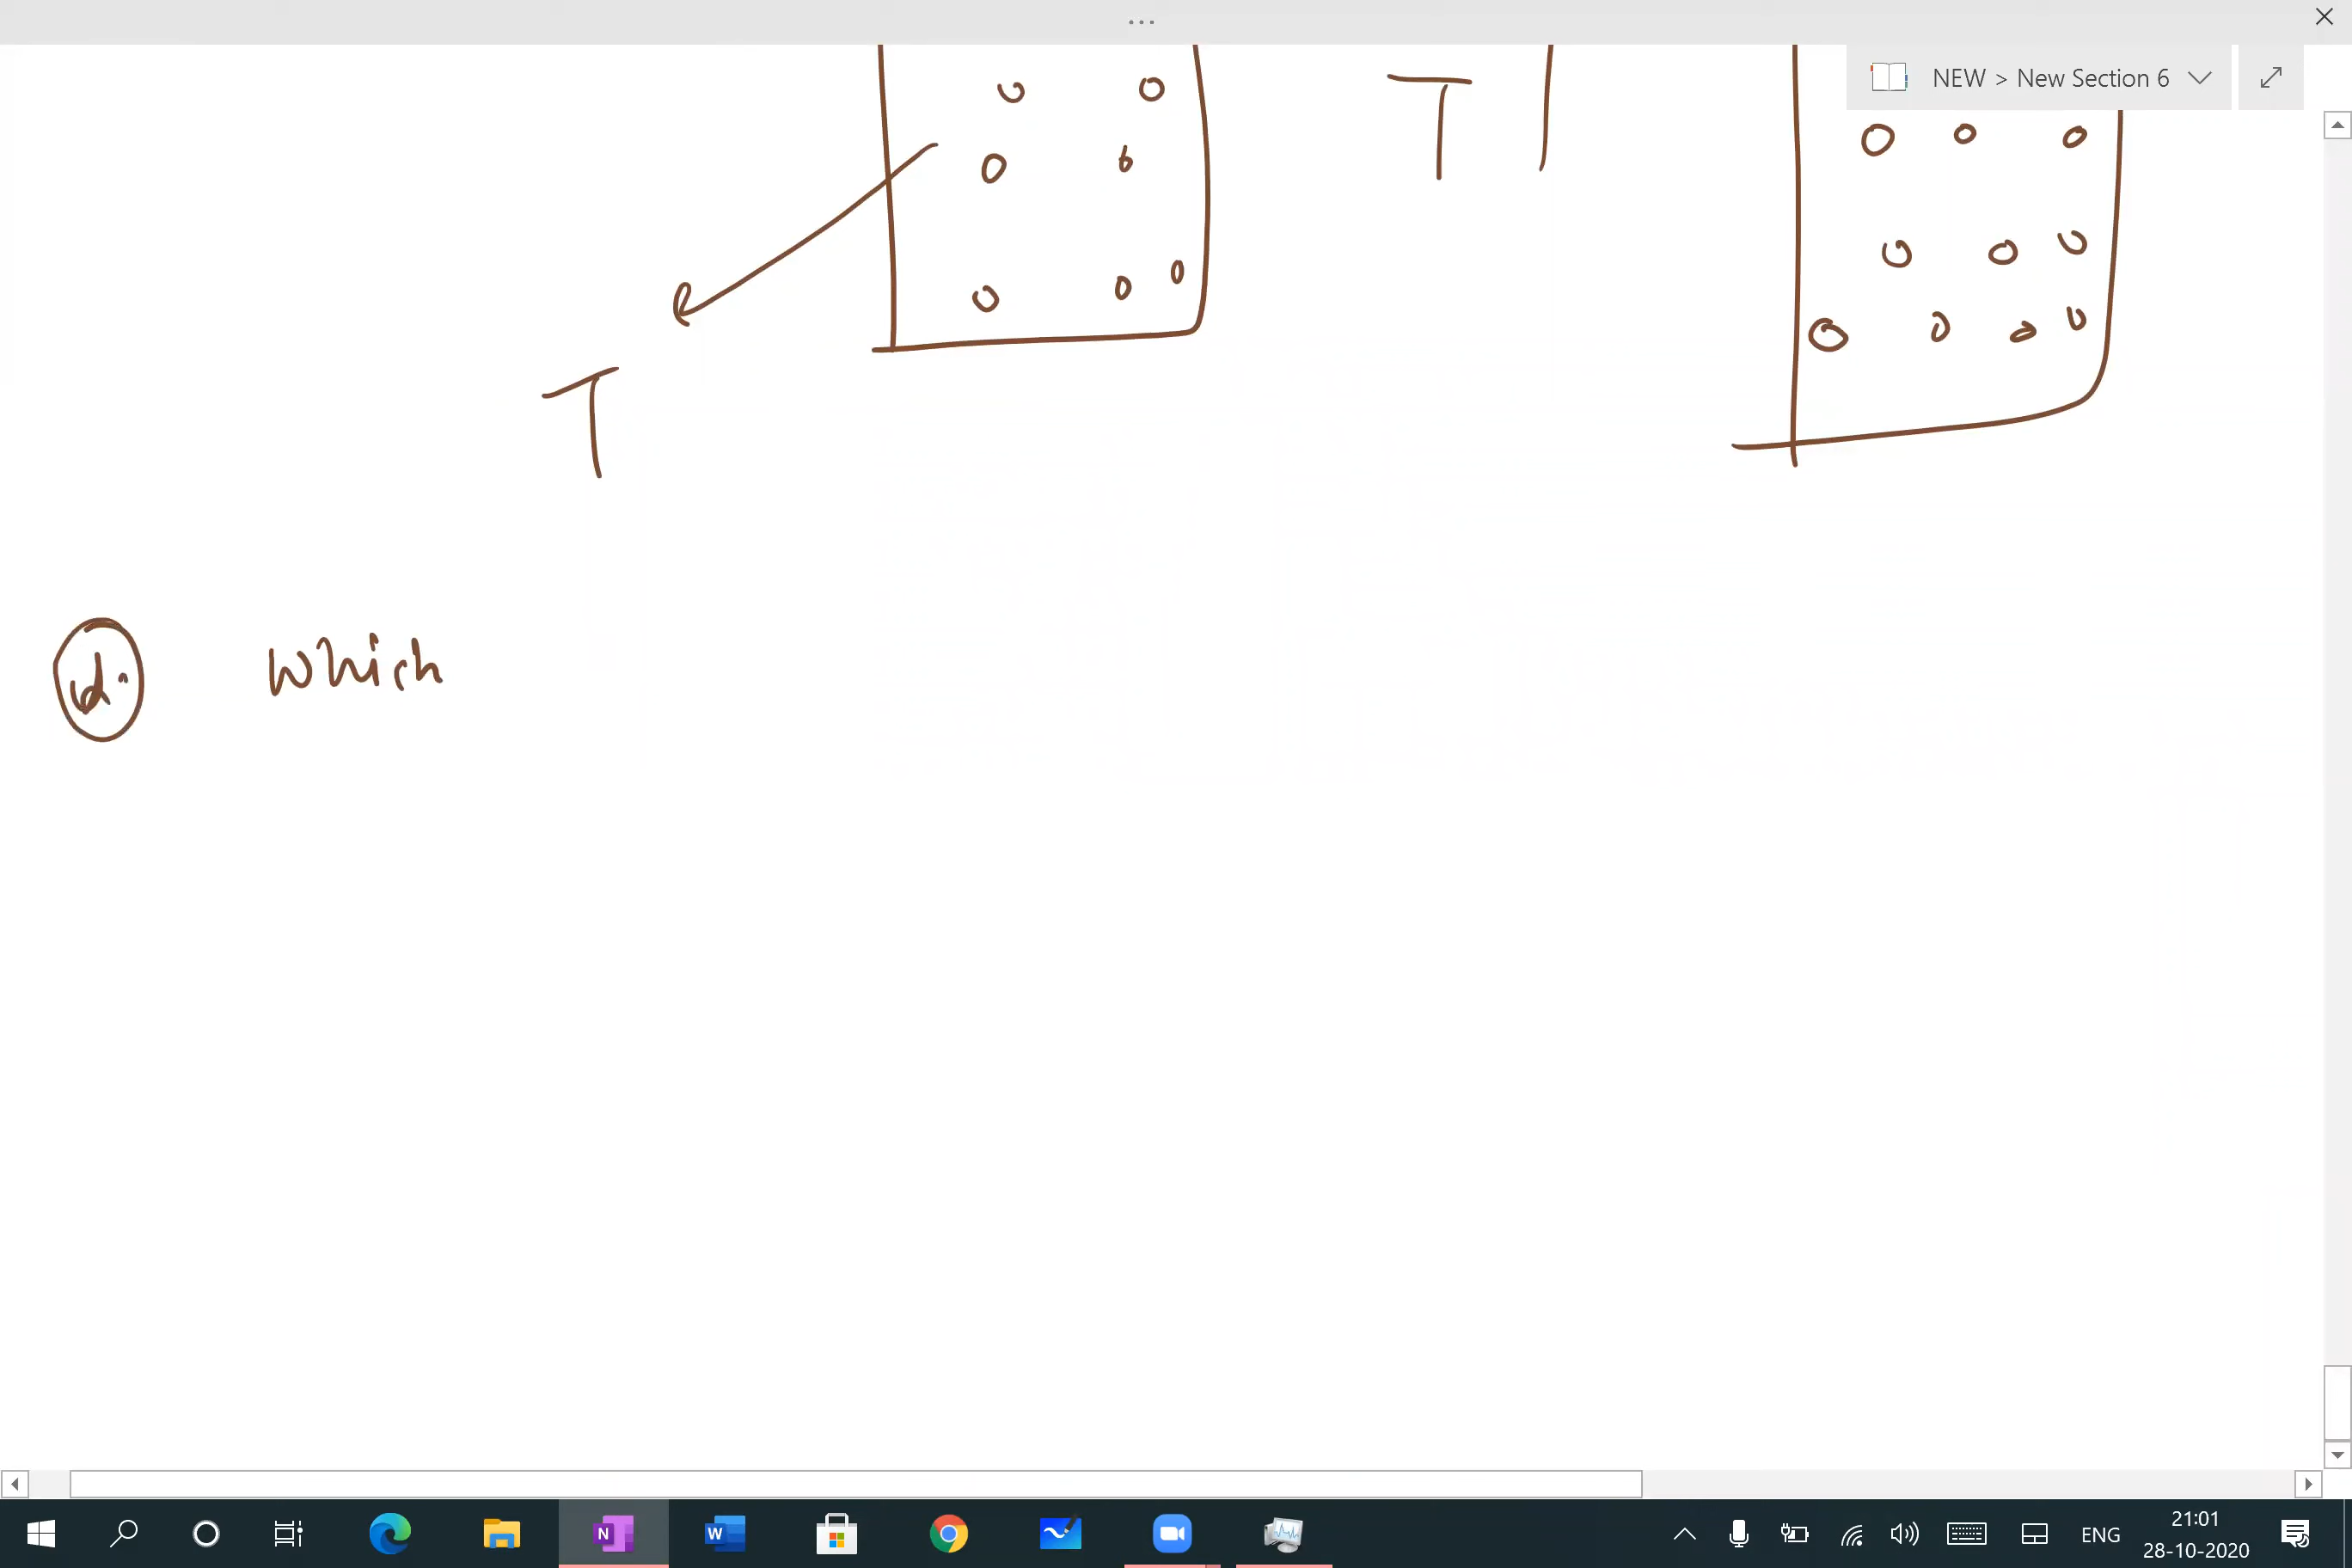 NEW > New Section 6
T
T
d. Which
ENG
21:01
28-10-2020